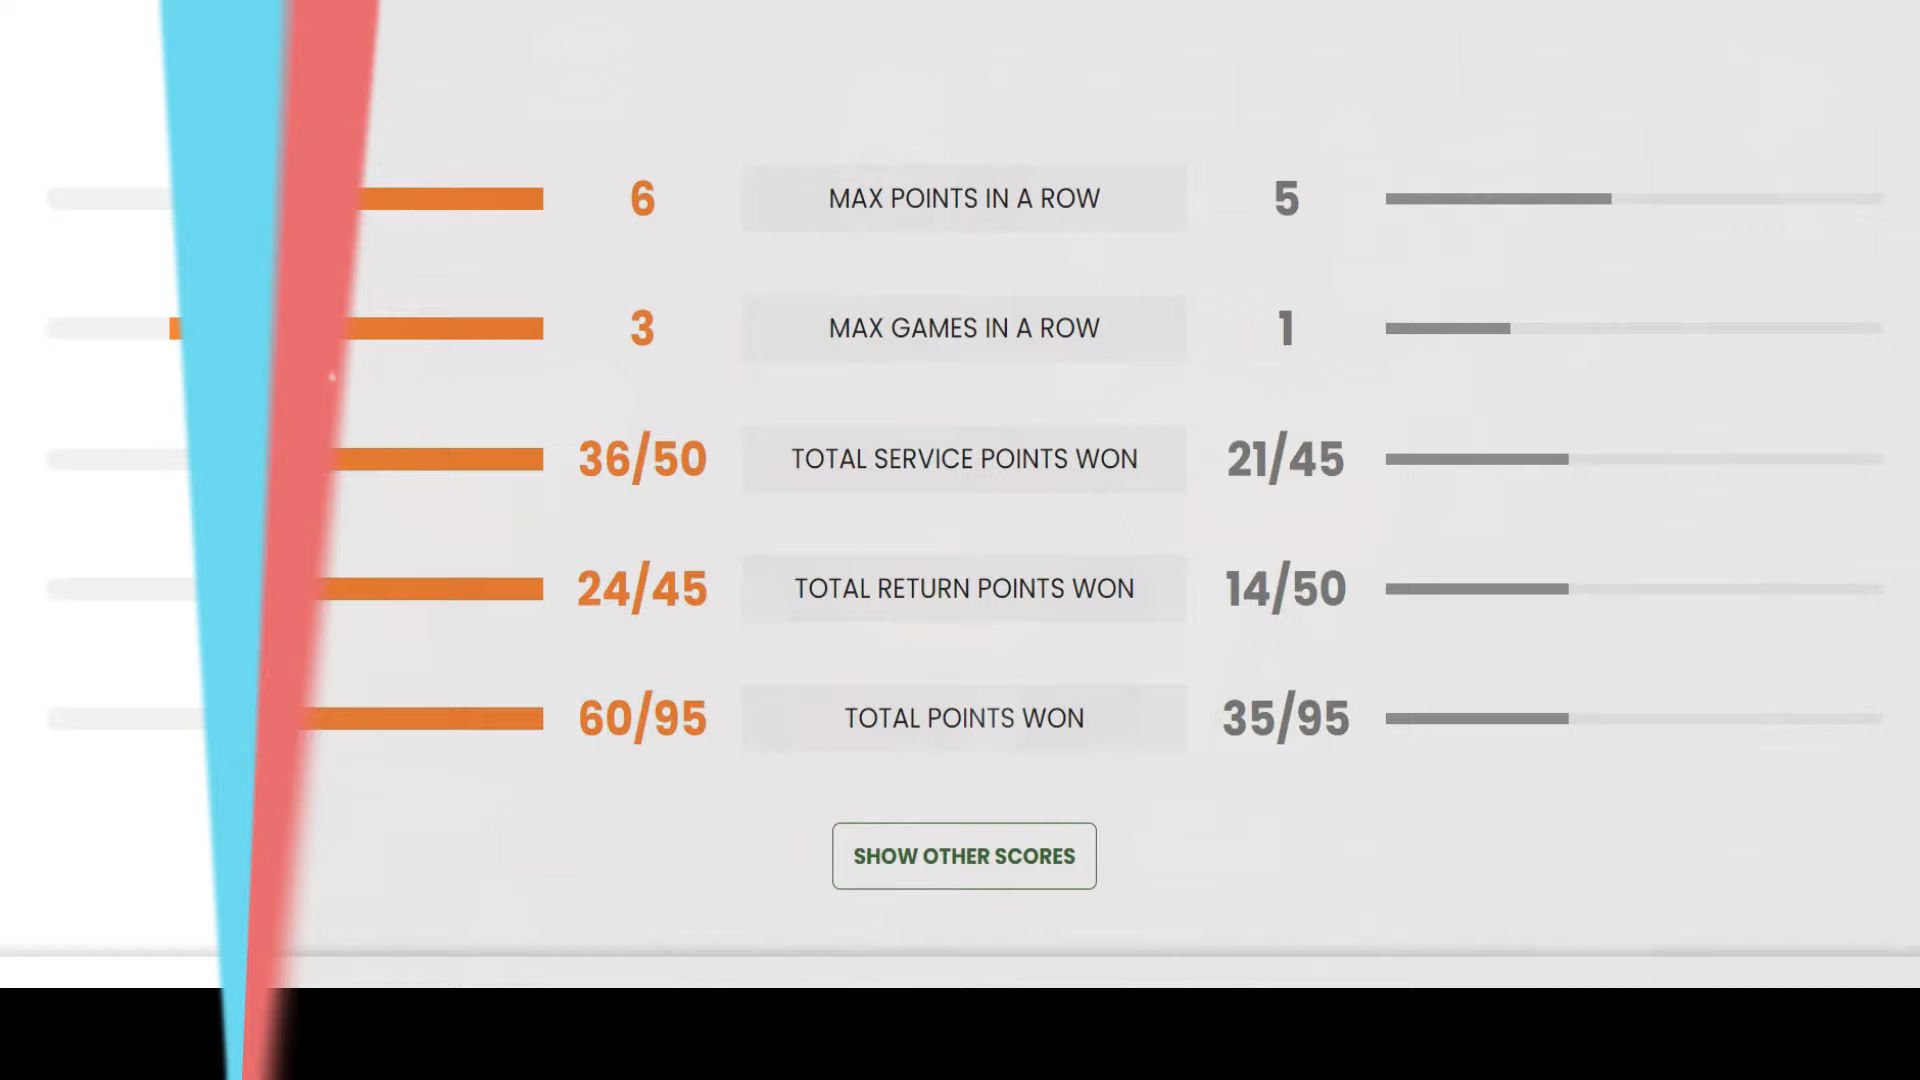 6 MAX POINTS IN A ROW 5
3 MAX GAMES IN A ROW 1
36/50 TOTAL SERVICE POINTS WON 21/45
24/45 TOTAL RETURN POINTS WON 14/50
60/95 TOTAL POINTS WON 35/95
SHOW OTHER SCORES